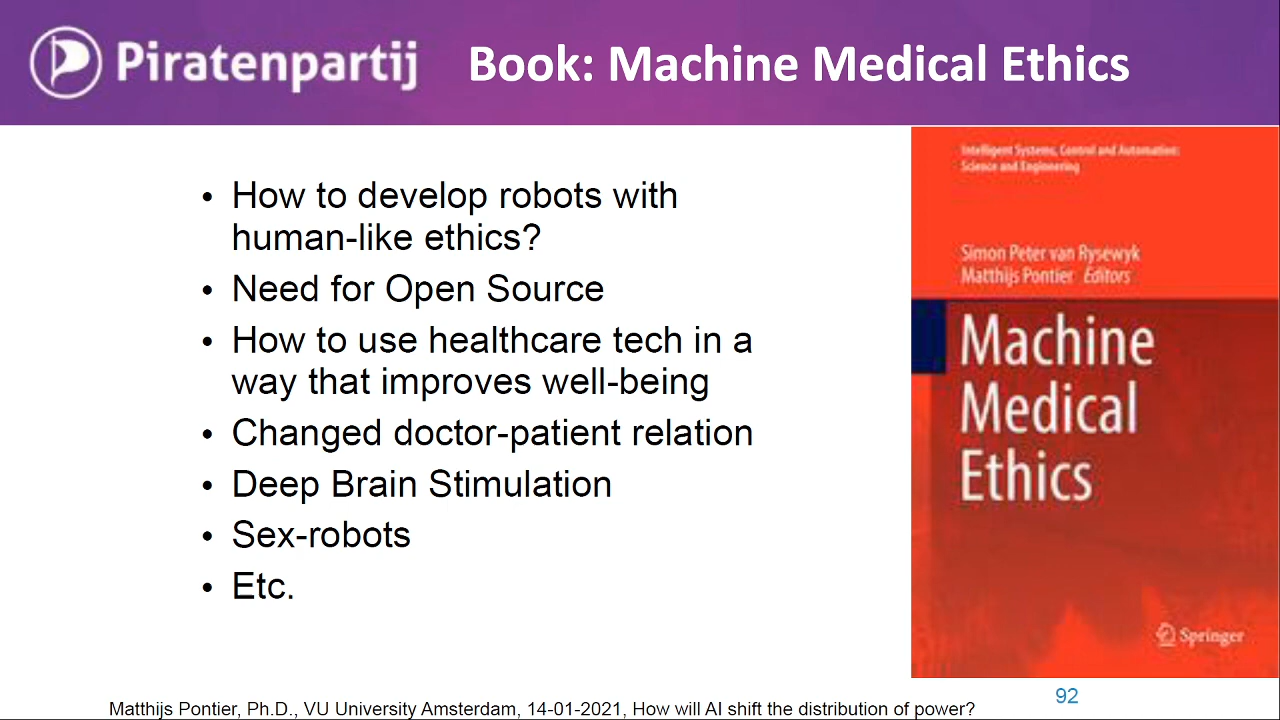 Piratenpartij
Book: Machine Medical Ethics
• How to develop robots with
human-like ethics?
• Need for Open Source
• How to use healthcare tech in a
way that improves well-being
• Changed doctor-patient relation
• Deep Brain Stimulation
• Sex-robots
• Etc.
Intelligent Systems, Control and Automation:
Science and Engineering
Simon Peter van Rysewyk
Matthijs Pontier Editors
Machine
Medical
Ethics
Springer
92
Matthijs Pontier, Ph.D., VU University Amsterdam, 14-01-2021, How will AI shift the distribution of power?